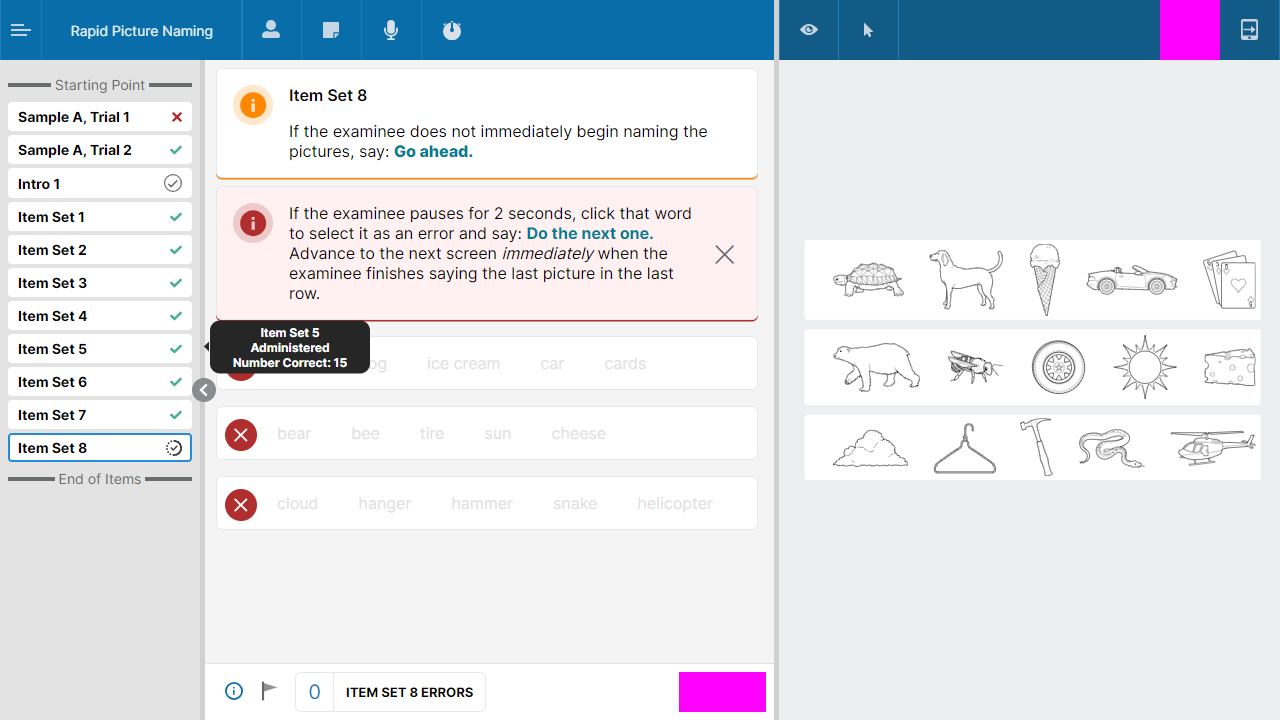 Rapid Picture Naming
Starting Point
Sample A, Trial 1
Sample A, Trial 2
Intro 1
Item Set 1
Item Set 2
Item Set 3
Item Set 4
Item Set 5
Item Set 6
Item Set 7
Item Set 8
End of Items
Item Set 8
If the examinee does not immediately begin naming the
pictures, say: Go ahead.
If the examinee pauses for 2 seconds, click that word
to select it as an error and say: Do the next one.
Advance to the next screen immediately when the
examinee finishes saying the last picture in the last
row.
Item Set 5
Administered
Number Correct: 15
ice cream car cards
bear bee tire sun cheese
cloud hanger hammer snake helicopter
0 ITEM SET 8 ERRORS